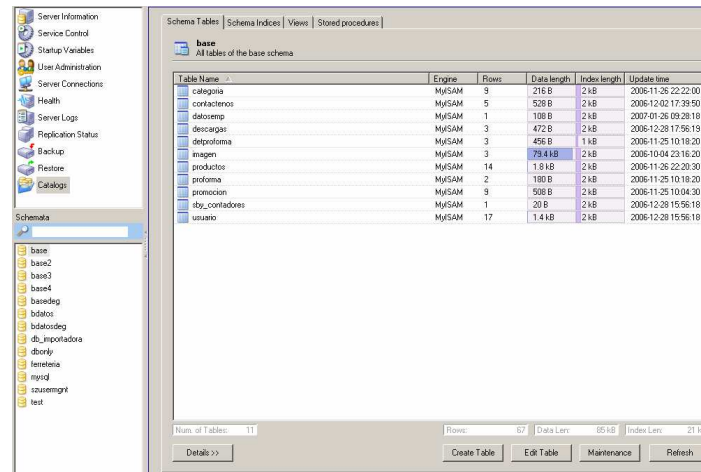 Server Information
Service Control
Startup Variables
User Administration
Server Connections
Health
Server Logs
Replication Status
Backup
Restore
Catalogs
Schemata
base
base2
base3
base4
basedeg
bdatos
bdatosdeg
db_importadora
dbonly
ferreteria
mysql
szusermgnt
test
Schema Tables Schema Indices Views Stored procedures
base
All tables of the base schema
Table Name Engine Rows Data length Index length Update time
categoria MyISAM 9 216 B 2 kB 2006-11-26 22:22:00
contactenos MyISAM 5 528 B 2 kB 2006-12-02 17:39:50
datosemp MyISAM 1 108 B 2 kB 2007-01-26 09:28:18
descargas MyISAM 3 472 B 2 kB 2006-12-28 17:56:19
detproforma MyISAM 3 456 B 1 kB 2006-11-25 10:18:20
imagen MyISAM 3 79.4 kB 2 kB 2006-10-04 23:16:20
productos MyISAM 14 1.8 kB 2 kB 2006-11-26 22:20:30
proforma MyISAM 2 180 B 2 kB 2006-11-25 10:18:20
promocion MyISAM 9 508 B 2 kB 2006-11-25 10:04:30
sby_contadores MyISAM 1 20 B 2 kB 2006-12-28 15:56:18
usuario MyISAM 17 1.4 kB 2 kB 2006-12-28 15:56:18
Num. of Tables: 11 Rows: 67 Data Len: 85 kB Index Len: 21 k
Details >> Create Table Edit Table Maintenance Refresh